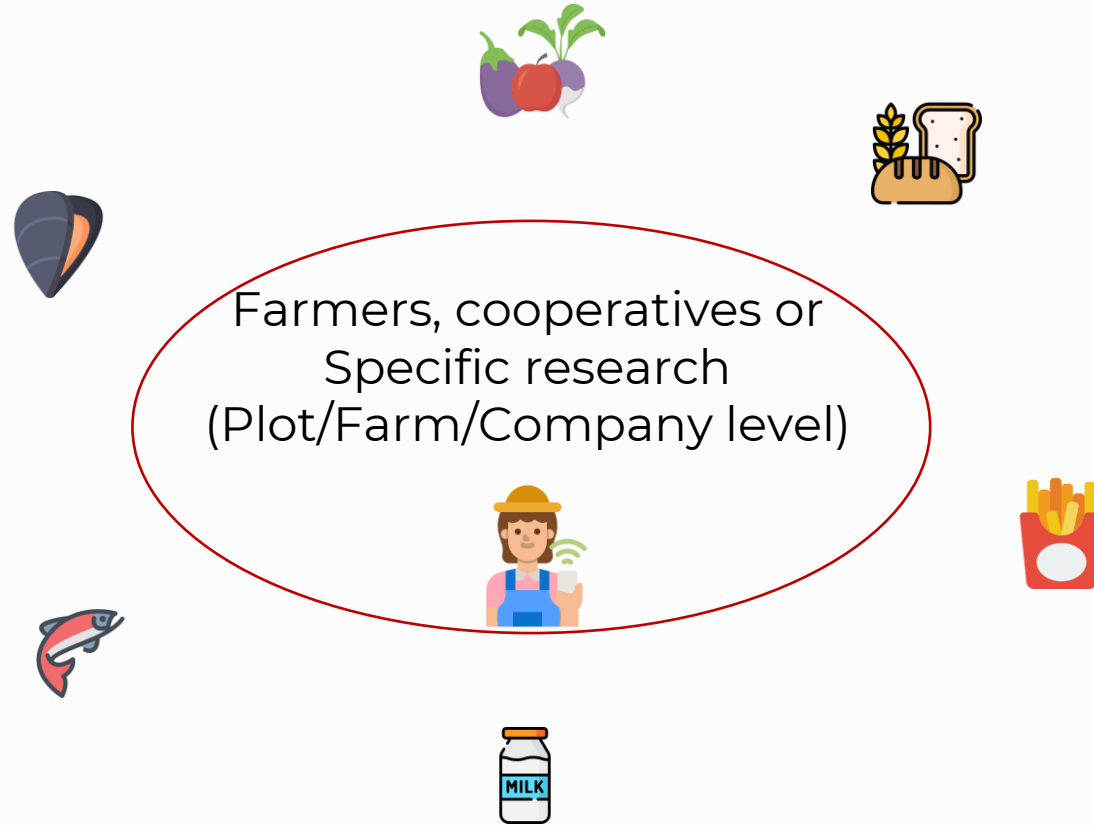 Farmers, cooperatives or
Specific research
(Plot/Farm/Company level)
MILK